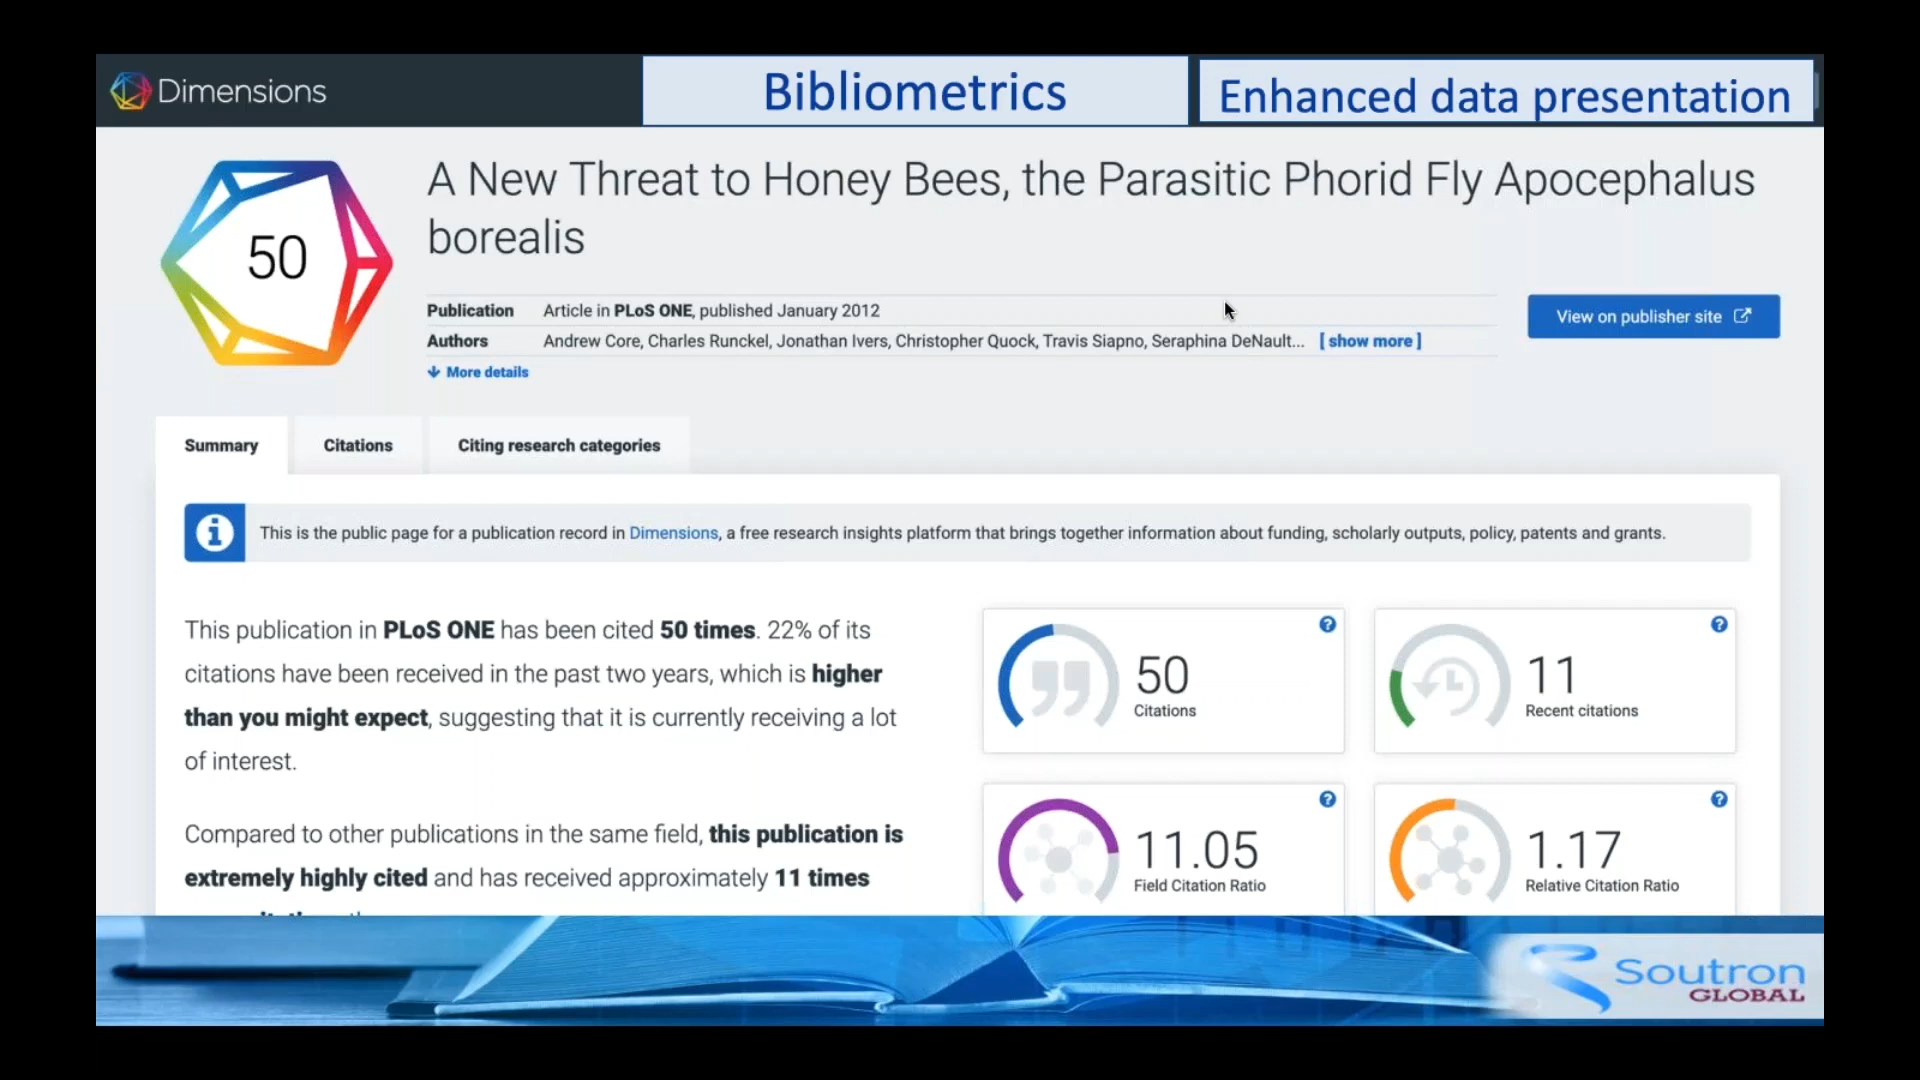 Dimensions
Bibliometrics
Enhanced data presentation
50
A New Threat to Honey Bees, the Parasitic Phorid Fly Apocephalus
borealis
Publication Article in PLoS ONE, published January 2012
Authors Andrew Core, Charles Runckel, Jonathan Ivers, Christopher Quock, Travis Siapno, Seraphina DeNault... [ show more ]
More details
View on publisher site
Summary
Citations
Citing research categories
This is the public page for a publication record in Dimensions, a free research insights platform that brings together information about funding, scholarly outputs, policy, patents and grants.
This publication in PLoS ONE has been cited 50 times. 22% of its
citations have been received in the past two years, which is higher
than you might expect, suggesting that it is currently receiving a lot
of interest.
Compared to other publications in the same field, this publication is
extremely highly cited and has received approximately 11 times
50
Citations
?
11
Recent citations
?
11.05
Field Citation Ratio
?
1.17
Relative Citation Ratio
?
Soutron
GLOBAL